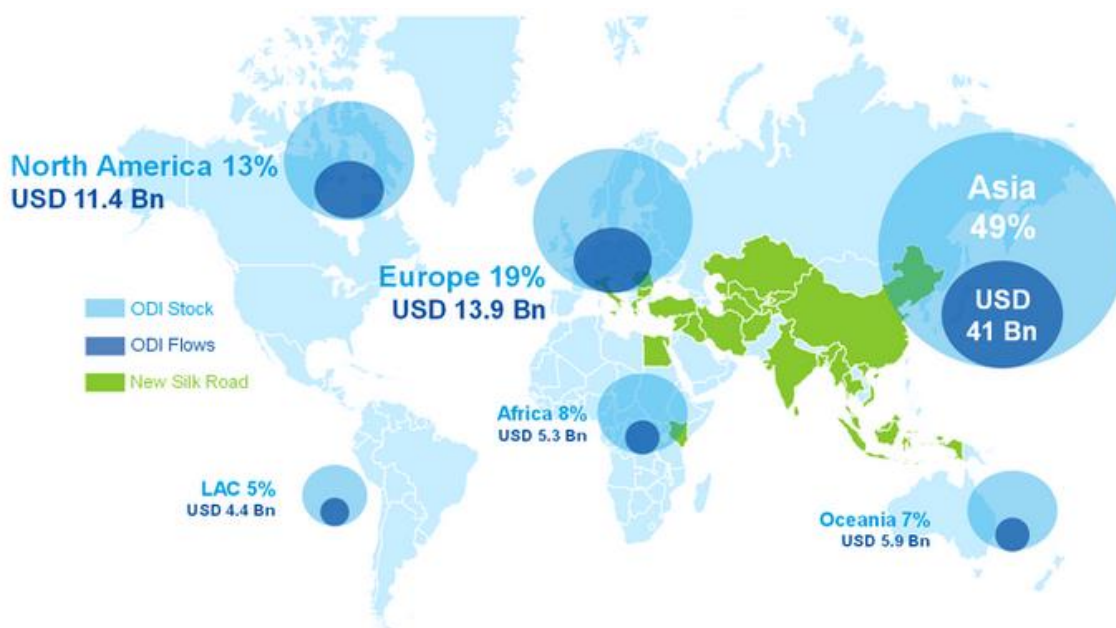 North America 13%
USD 11.4 Bn
Asia
49%
Europe 19%
USD 13.9 Bn
USD
41 Bn
ODI Stock
ODI Flows
New Silk Road
Africa 8%
USD 5.3 Bn
LAC 5%
USD 4.4 Bn
Oceania 7%
USD 5.9 Bn